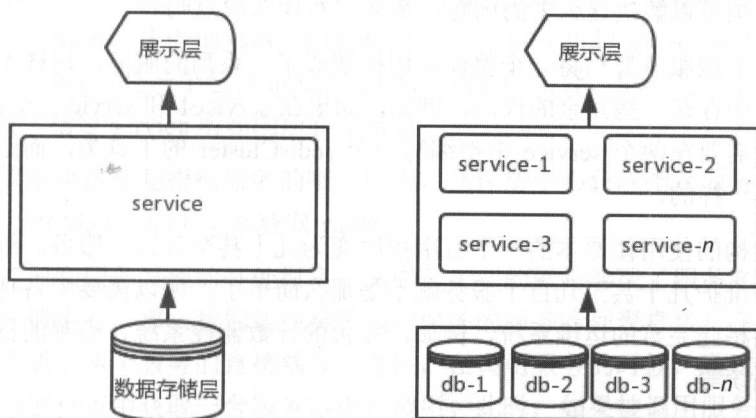 展示层
service
数据存储层
展示层
service-1
service-2
service-3
service-n
db-1
db-2
db-3
db-n